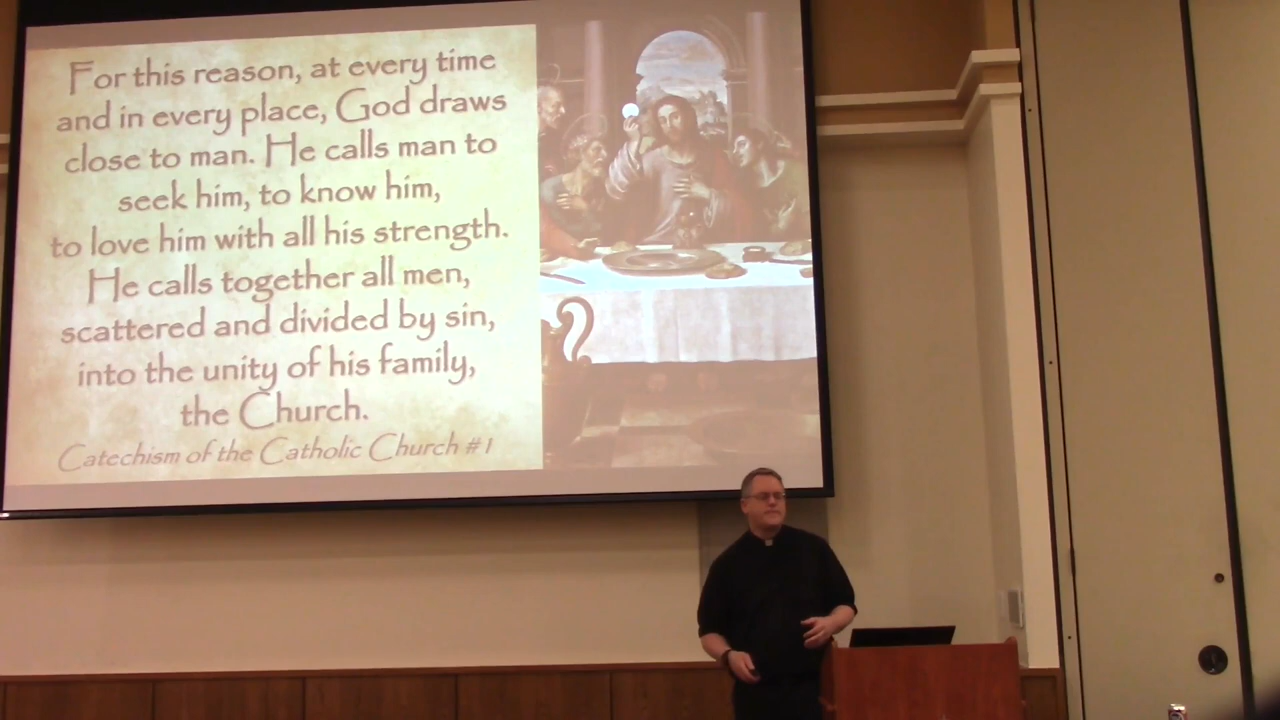 For this reason, at every time
and in every place, God draws
close to man. He calls man to
seek him, to know him,
to love him with all his strength.
He calls together all men,
scattered and divided by sin,
into the unity of his family,
the Church.
Catechism of the Catholic Church #1